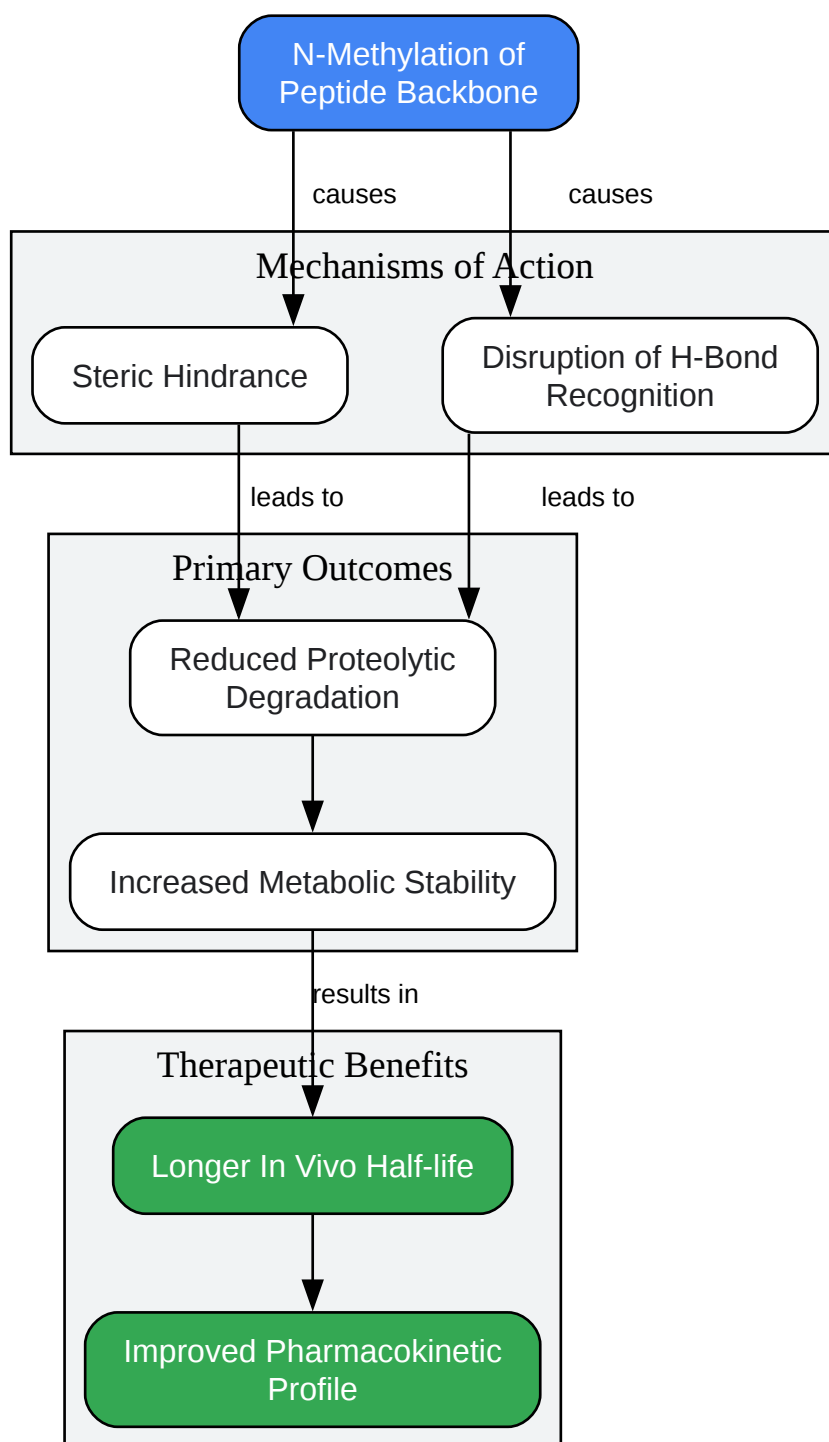 N-Methylation of
Peptide Backbone
causes
causes
Mechanisms of Action
Steric Hindrance
Disruption of H-Bond
Recognition
leads to
leads to
Primary Outcomes
Reduced Proteolytic
Degradation
Increased Metabolic Stability
results in
Therapeutic Benefits
Longer In Vivo Half-life
Improved Pharmacokinetic
Profile